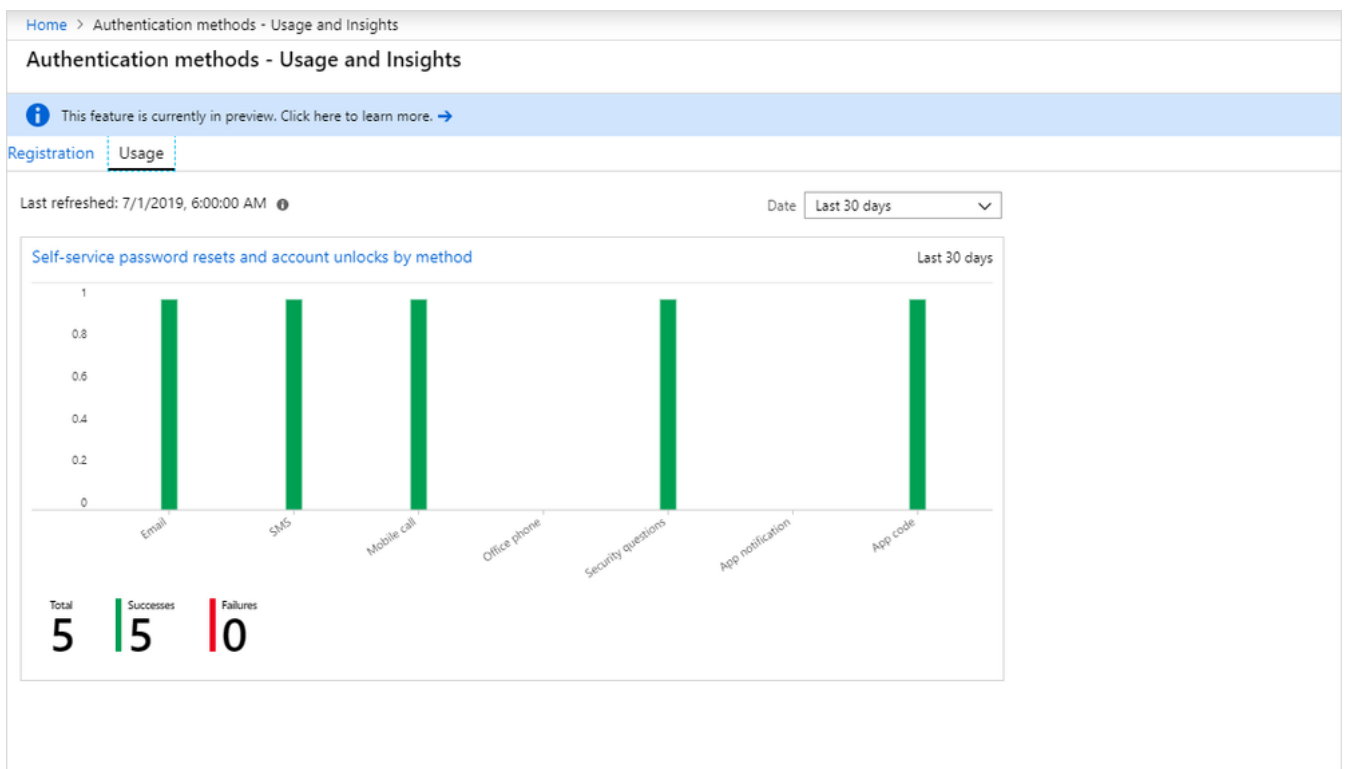 Home > Authentication methods - Usage and Insights
Authentication methods - Usage and Insights
This feature is currently in preview. Click here to learn more. →
Registration Usage
Last refreshed: 7/1/2019, 6:00:00 AM
Date Last 30 days
Self-service password resets and account unlocks by method Last 30 days
1
0.8
0.6
0.4
0.2
0
Email SMS Mobile call Office phone Security questions App notification App code
Total Successes Failures
5 5 0